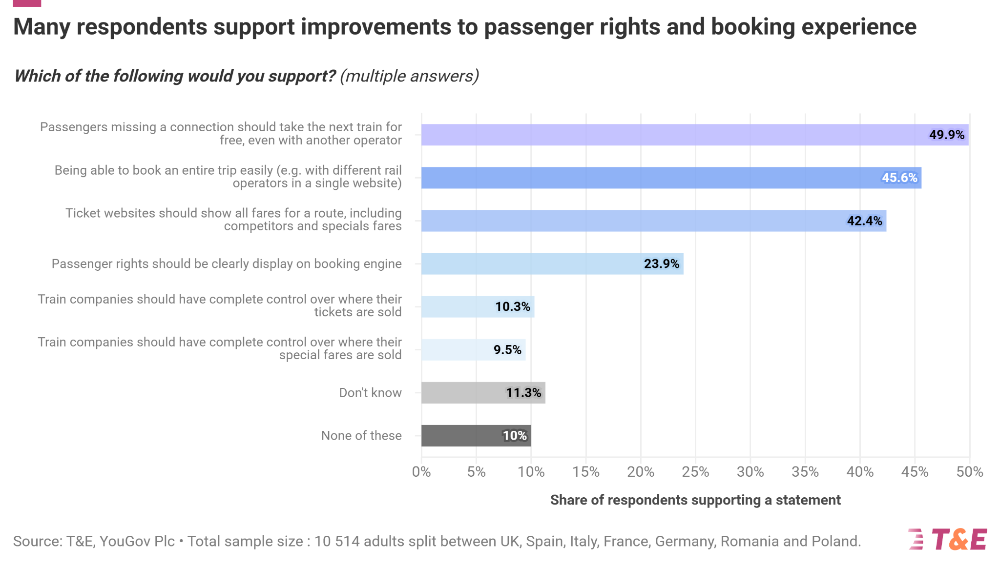 Many respondents support improvements to passenger rights and booking experience
Which of the following would you support? (multiple answers)
Passengers missing a connection should take the next train for
free, even with another operator
49.9%
Being able to book an entire trip easily (e.g. with different rail
operators in a single website)
45.6%
Ticket websites should show all fares for a route, including
competitors and specials fares
42.4%
Passenger rights should be clearly display on booking engine
23.9%
Train companies should have complete control over where their
tickets are sold
10.3%
Train companies should have complete control over where their
special fares are sold
9.5%
Don't know
11.3%
None of these
10%
0% 5% 10% 15% 20% 25% 30% 35% 40% 45% 50%
Share of respondents supporting a statement
Source: T&E, YouGov Plc • Total sample size : 10 514 adults split between UK, Spain, Italy, France, Germany, Romania and Poland.
T&E